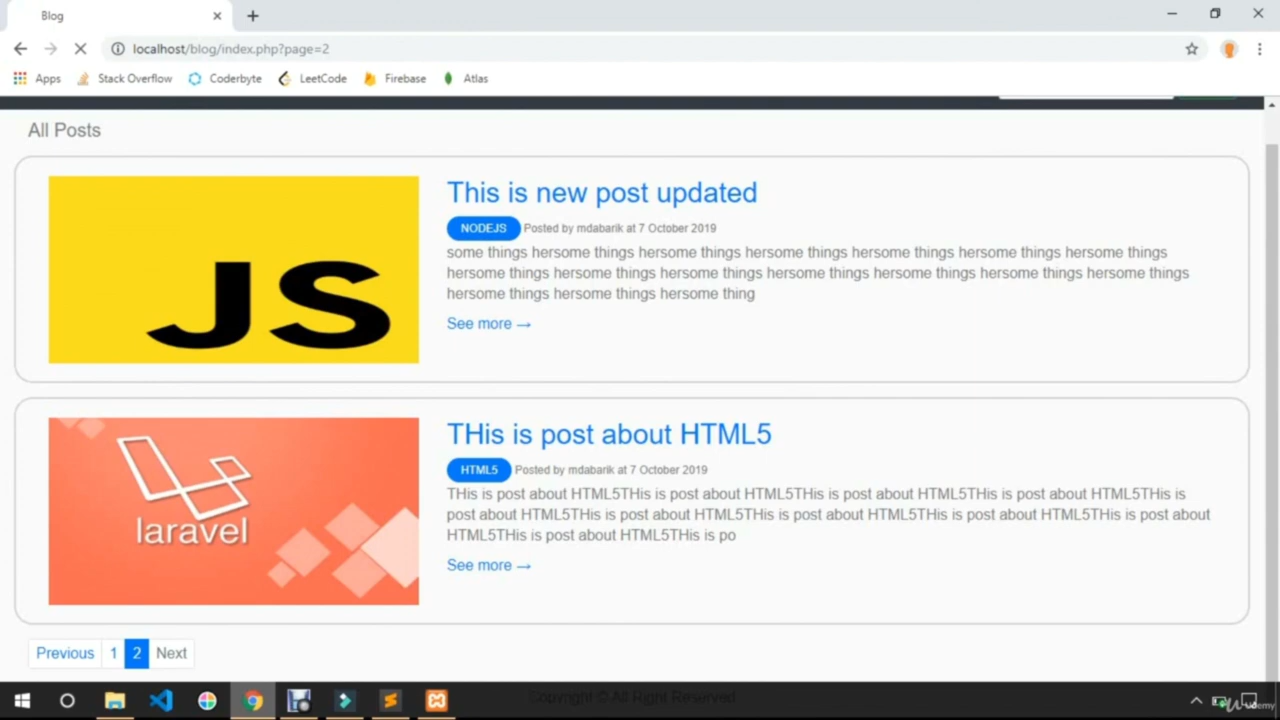 Blog
localhost/blog/index.php?page=2
Apps Stack Overflow Coderbyte LeetCode Firebase Atlas
All Posts
JS
This is new post updated
NODEJS Posted by mdabarik at 7 October 2019
some things hersome things hersome things hersome things hersome things hersome things hersome things
hersome things hersome things hersome things hersome things hersome things hersome things hersome things
hersome things hersome things hersome thing
See more →
laravel
THis is post about HTML5
HTML5 Posted by mdabarik at 7 October 2019
THis is post about HTML5THis is post about HTML5THis is post about HTML5THis is post about HTML5THis is
post about HTML5THis is post about HTML5THis is post about HTML5THis is post about HTML5THis is post about
HTML5THis is post about HTML5THis is po
See more →
Previous 1 2 Next
Copyright © All Right Reserved
Udemy